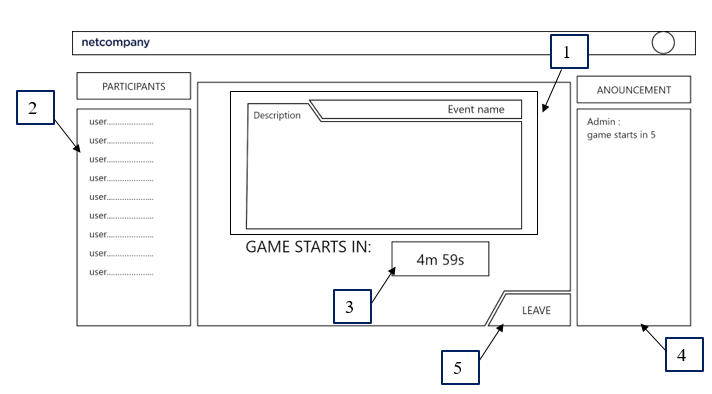 netcompany
1
PARTICIPANTS
ANOUNCEMENT
2
Description
Event name
user....................
user....................
user....................
user....................
user....................
user....................
user....................
user....................
user....................
Admin :
game starts in 5
GAME STARTS IN:
4m 59s
3
LEAVE
5
4